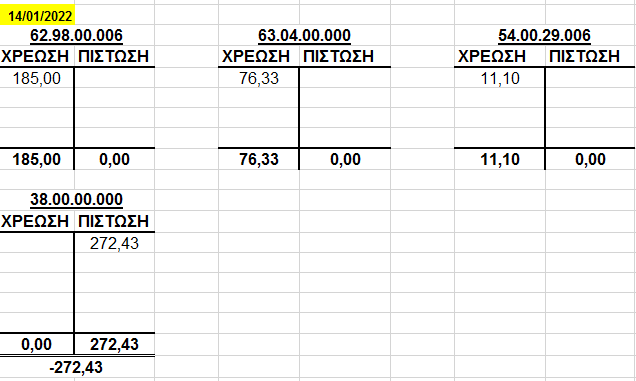 14/01/2022
62.98.00.006 63.04.00.000 54.00.29.006
ΧΡΕΩΣΗ ΠΙΣΤΩΣΗ ΧΡΕΩΣΗ ΠΙΣΤΩΣΗ ΧΡΕΩΣΗ ΠΙΣΤΩΣΗ
185,00 76,33 11,10
185,00 0,00 76,33 0,00 11,10 0,00
38.00.00.000
ΧΡΕΩΣΗ ΠΙΣΤΩΣΗ
272,43
0,00 272,43
-272,43